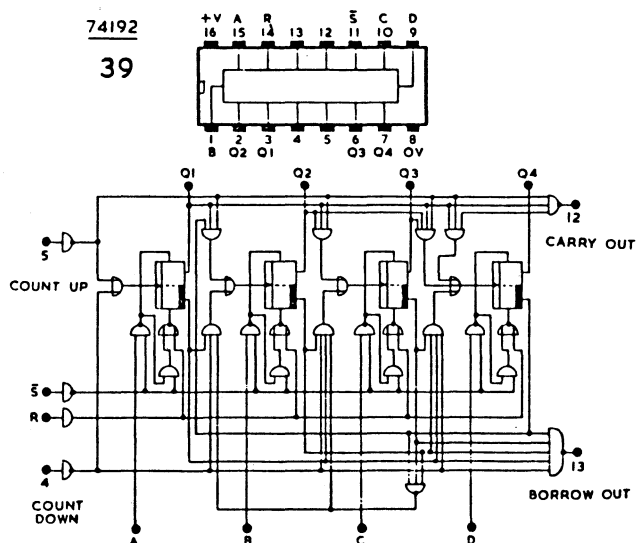 74192
39
+V A R S̄ C D
16 15 14 13 12 11 10 9
1 2 3 4 5 6 7 8
B Q2 Q1 Q3 Q4 OV
Q1 Q2 Q3 Q4
12
CARRY OUT
5
COUNT UP
S̄
R
4
13
COUNT
DOWN
BORROW OUT
A B C D